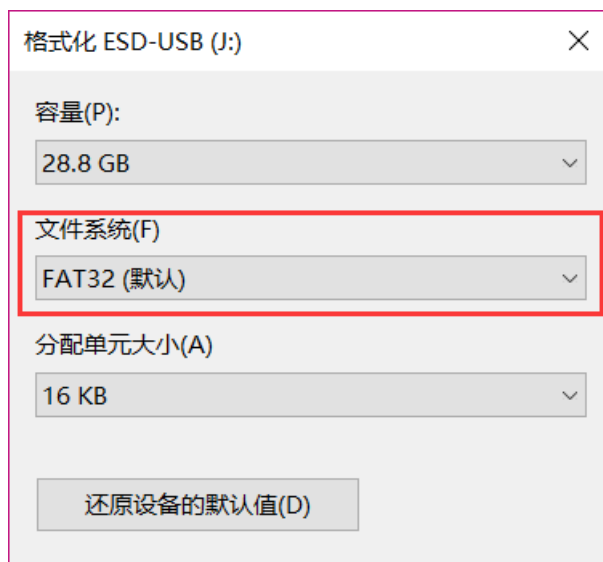 格式化 ESD-USB (J:)
容量(P):
28.8 GB
文件系统(F)
FAT32 (默认)
分配单元大小(A)
16 KB
还原设备的默认值(D)